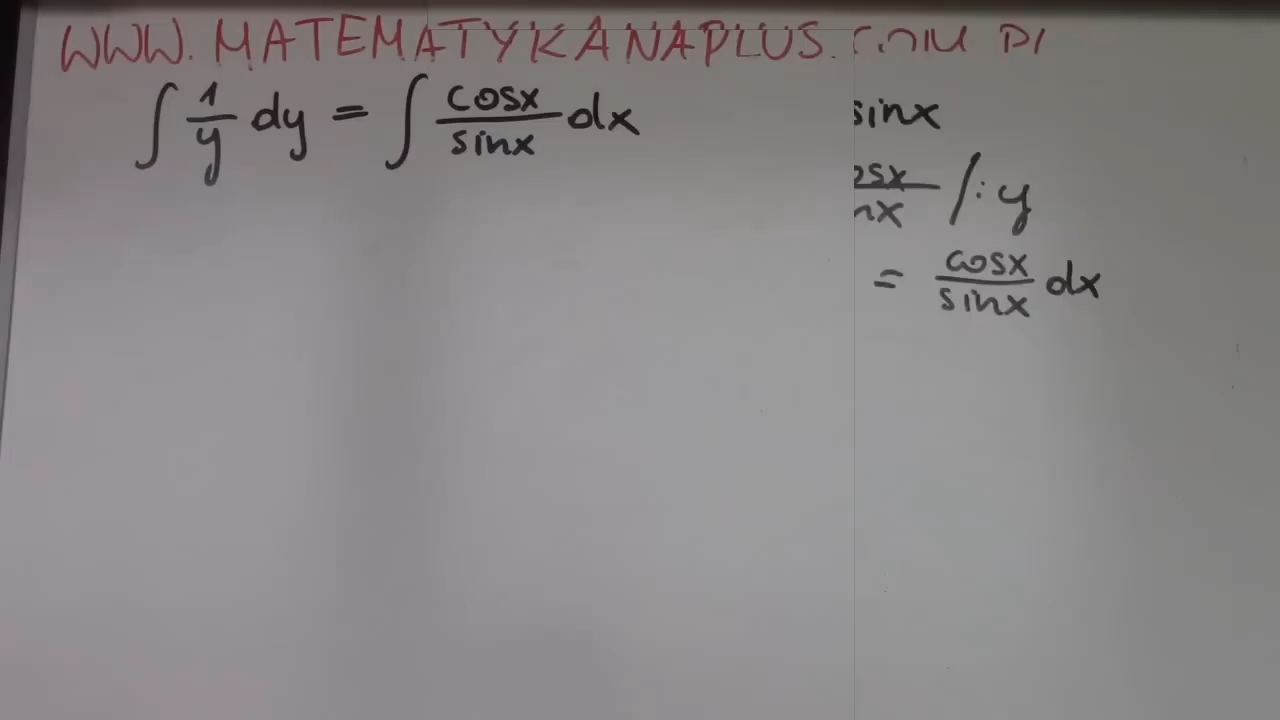 WWW.MATEMATYKANAPLUS.
∫ 1/y dy = ∫ cosx/sinx dx
sinx
/:y
= cosx/sinx dx